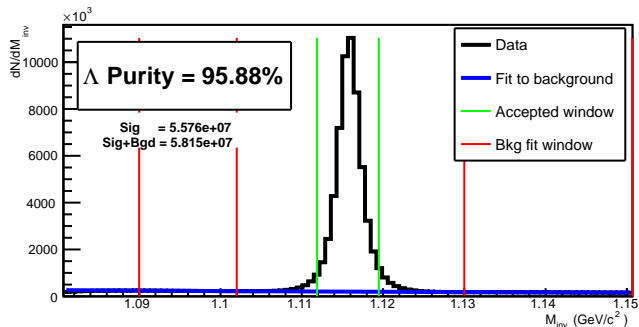 ×10³
dN/dM_inv
10000
8000
6000
4000
2000
0
Λ Purity = 95.88%
Sig = 5.576e+07
Sig+Bgd = 5.815e+07
Data
Fit to background
Accepted window
Bkg fit window
1.09 1.1 1.11 1.12 1.13 1.14 1.15
M_inv (GeV/c²)